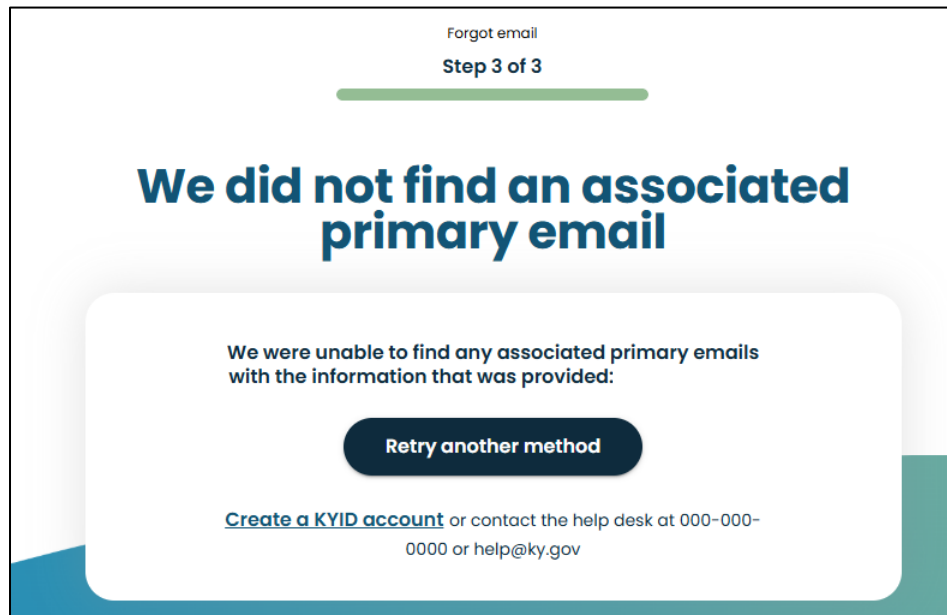 Forgot email
Step 3 of 3
We did not find an associated
primary email
We were unable to find any associated primary emails
with the information that was provided:
Retry another method
Create a KYID account or contact the help desk at 000-000-
0000 or help@ky.gov